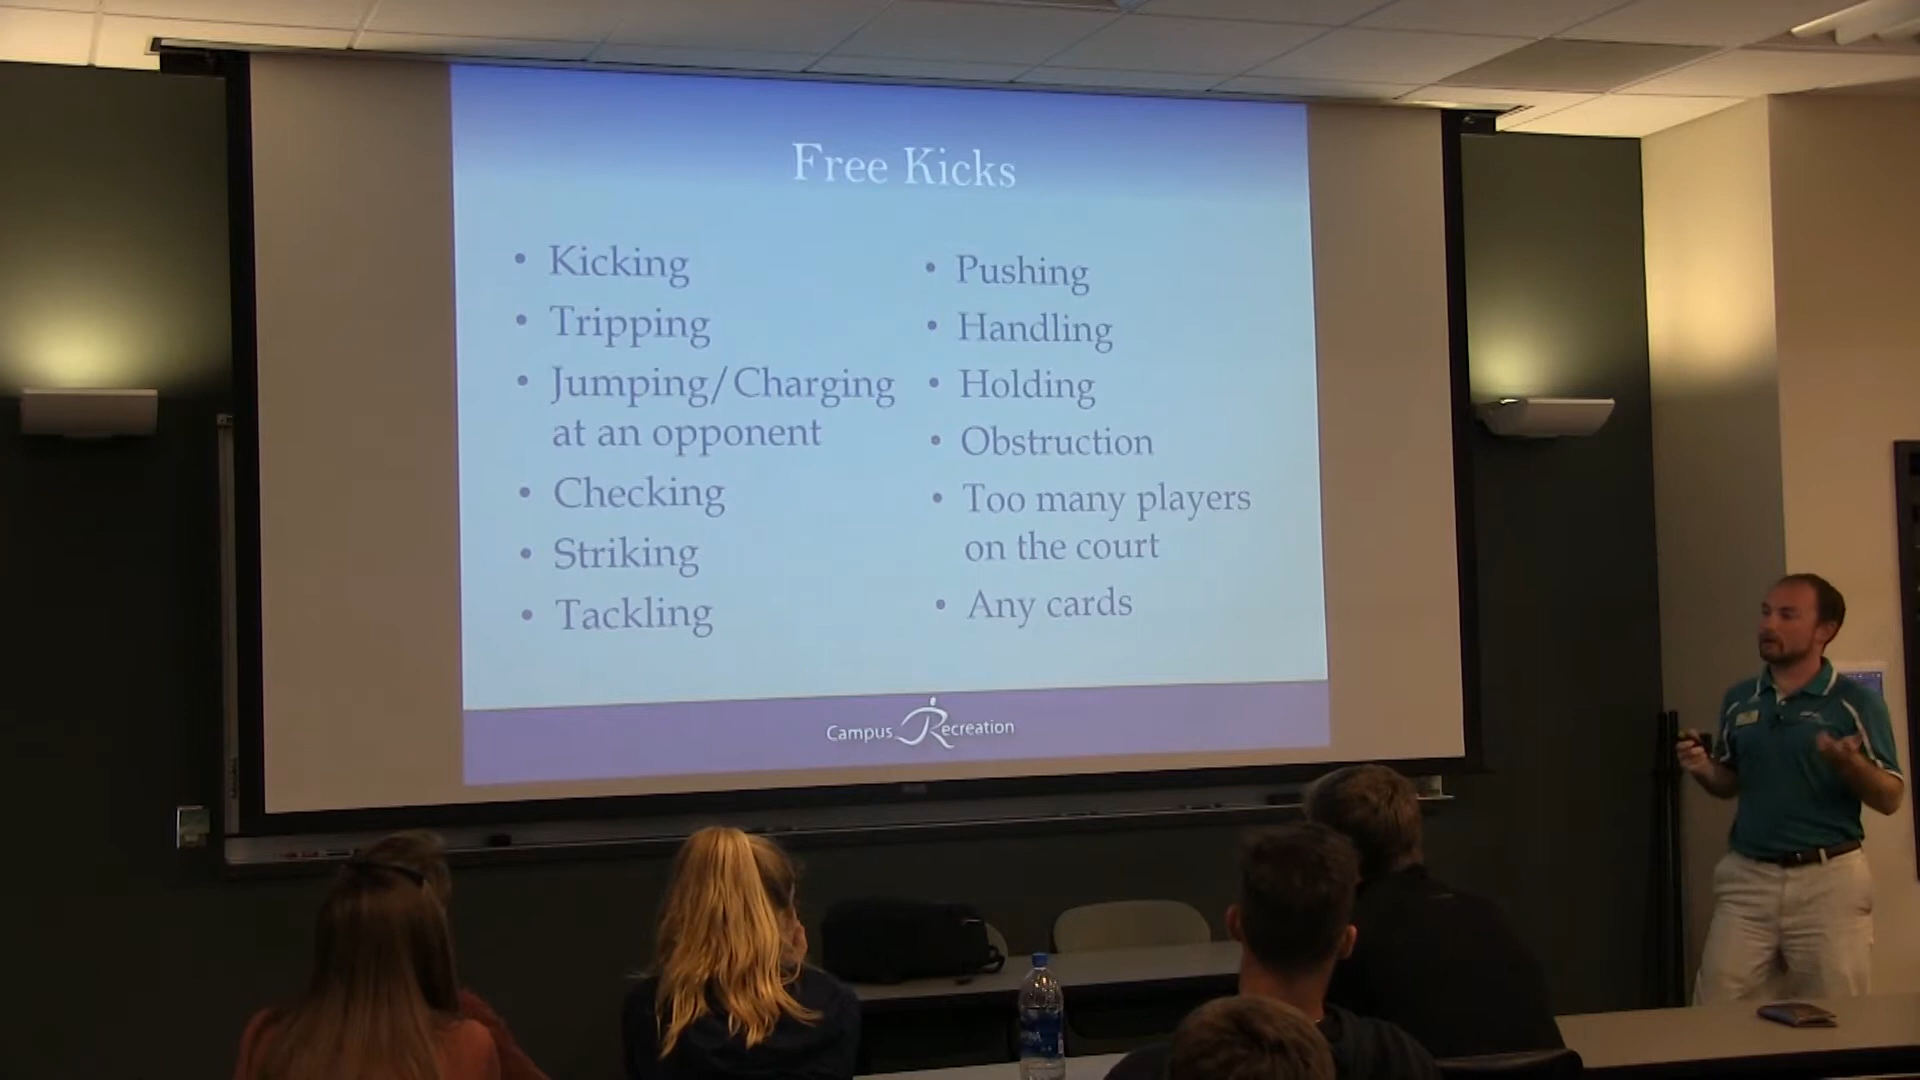 Free Kicks
• Kicking
• Tripping
• Jumping/Charging
at an opponent
• Checking
• Striking
• Tackling
• Pushing
• Handling
• Holding
• Obstruction
• Too many players
on the court
• Any cards
Campus Recreation